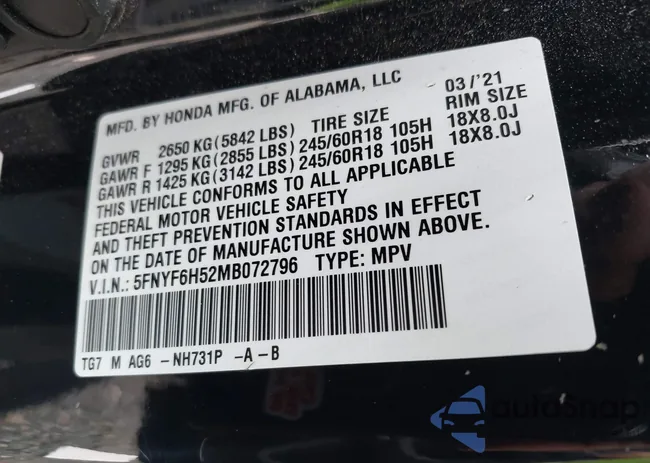 MFD. BY HONDA MFG. OF ALABAMA, LLC 03/'21
GVWR 2650 KG(5842 LBS) TIRE SIZE RIM SIZE
GAWR F 1295 KG(2855 LBS) 245/60R18 105H 18X8.0J
GAWR R 1425 KG(3142 LBS) 245/60R18 105H 18X8.0J
THIS VEHICLE CONFORMS TO ALL APPLICABLE
FEDERAL MOTOR VEHICLE SAFETY
AND THEFT PREVENTION STANDARDS IN EFFECT
ON THE DATE OF MANUFACTURE SHOWN ABOVE.
V.I.N.: 5FNYF6H52MB072796 TYPE: MPV
TG7 M AG6 -NH731P -A-B
autosnap